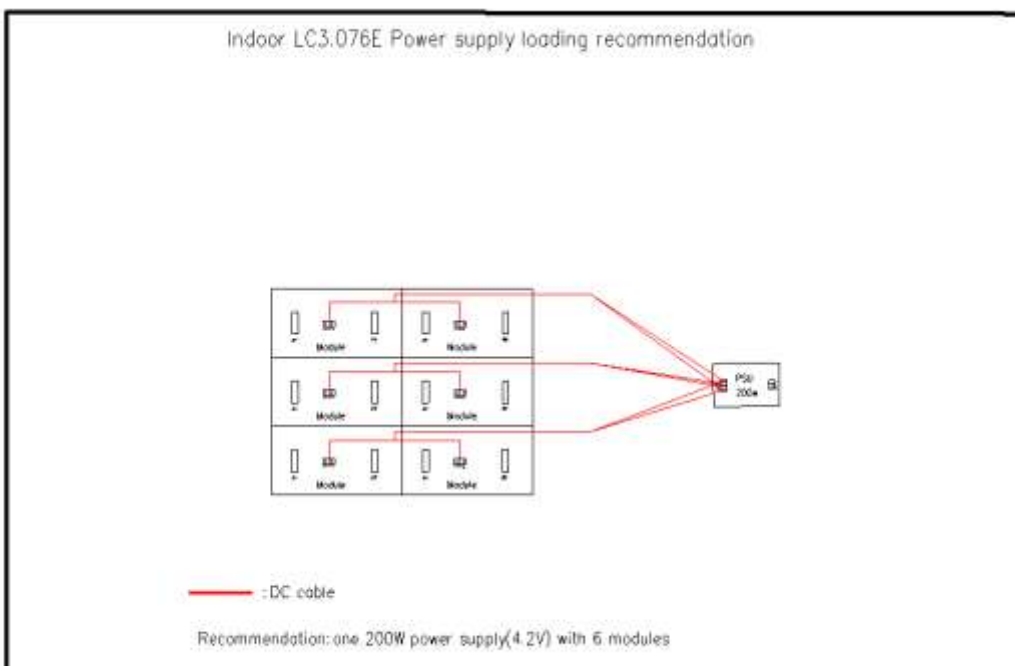 Indoor LC3.076E Power supply loading recommendation
Module Module
PSU
200w
Module Module
Module Module
:DC cable
Recommendation:one 200W power supply(4.2V) with 6 modules